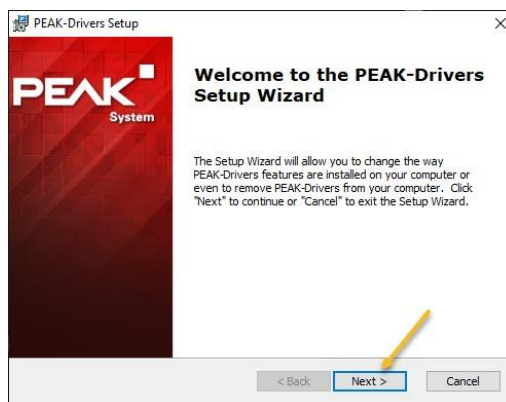 PEAK-Drivers Setup
PEAK
System
Welcome to the PEAK-Drivers
Setup Wizard
The Setup Wizard will allow you to change the way
PEAK-Drivers features are installed on your computer or
even to remove PEAK-Drivers from your computer. Click
"Next" to continue or "Cancel" to exit the Setup Wizard.
< Back Next > Cancel